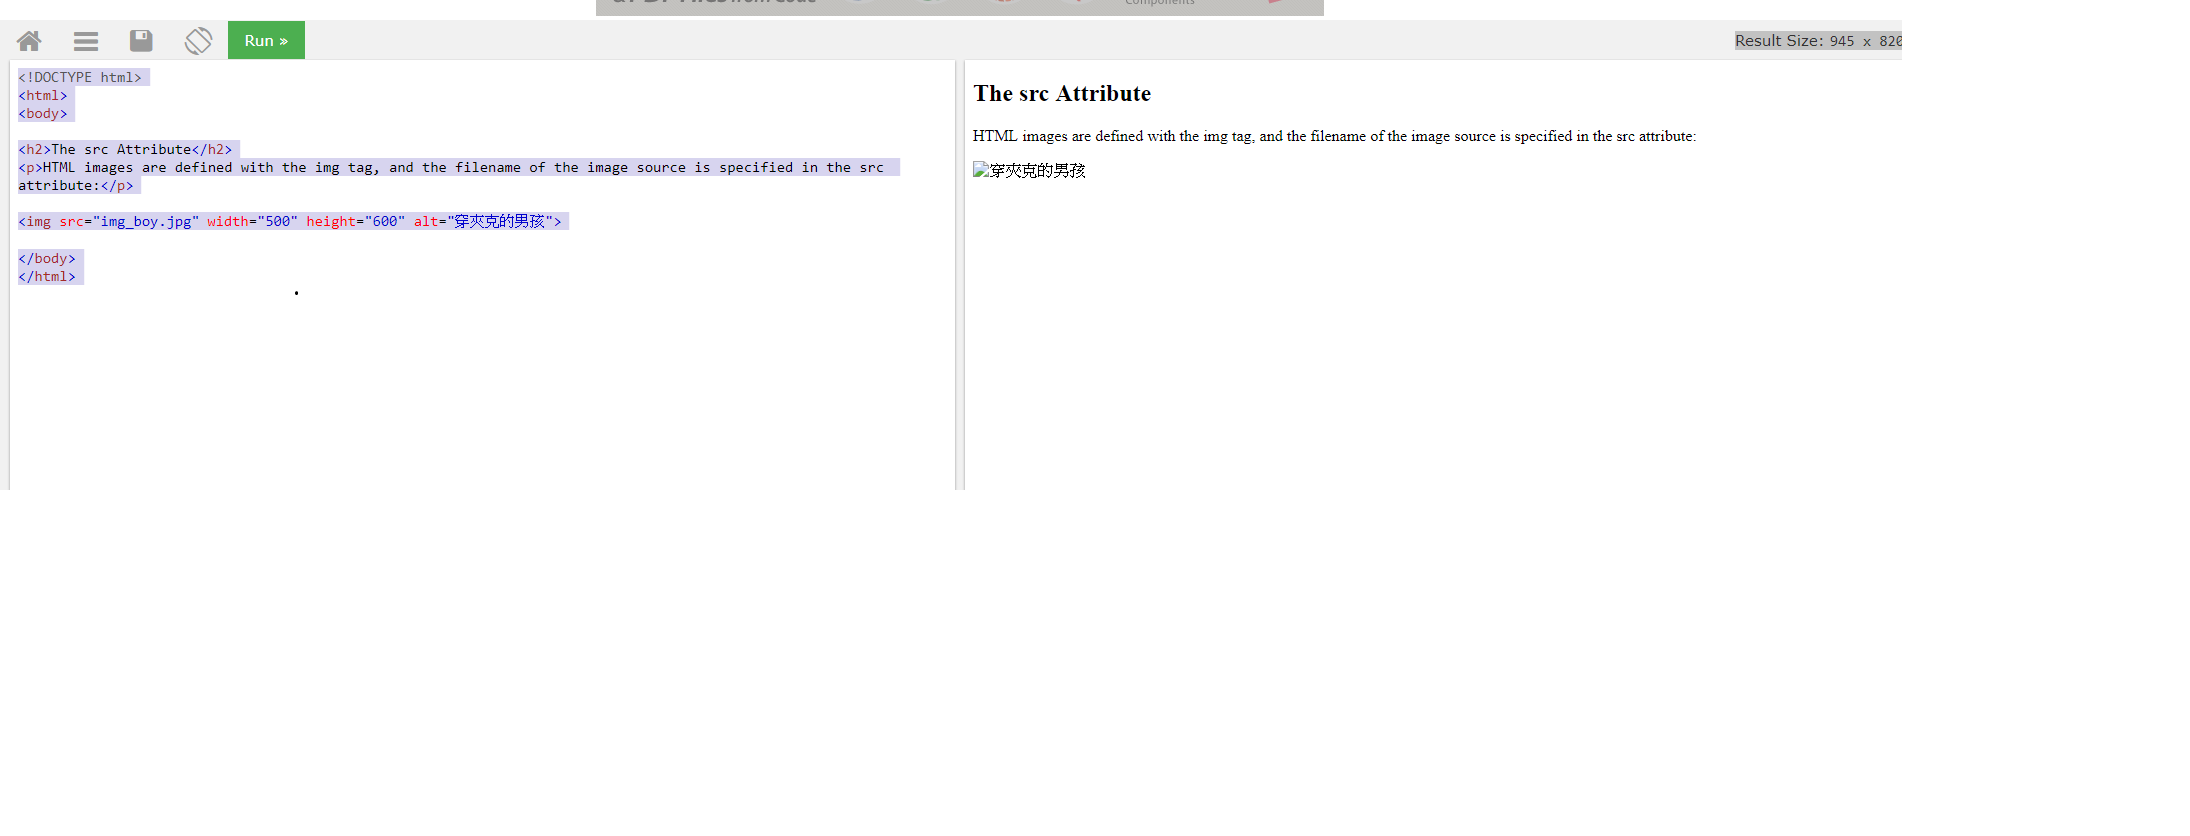 Components
Run »
Result Size: 945 x 820
<!DOCTYPE html>
<html>
<body>
<h2>The src Attribute</h2>
<p>HTML images are defined with the img tag, and the filename of the image source is specified in the src
attribute:</p>
<img src="img_boy.jpg" width="500" height="600" alt="穿夾克的男孩">
</body>
</html>
The src Attribute
HTML images are defined with the img tag, and the filename of the image source is specified in the src attribute:
穿夾克的男孩